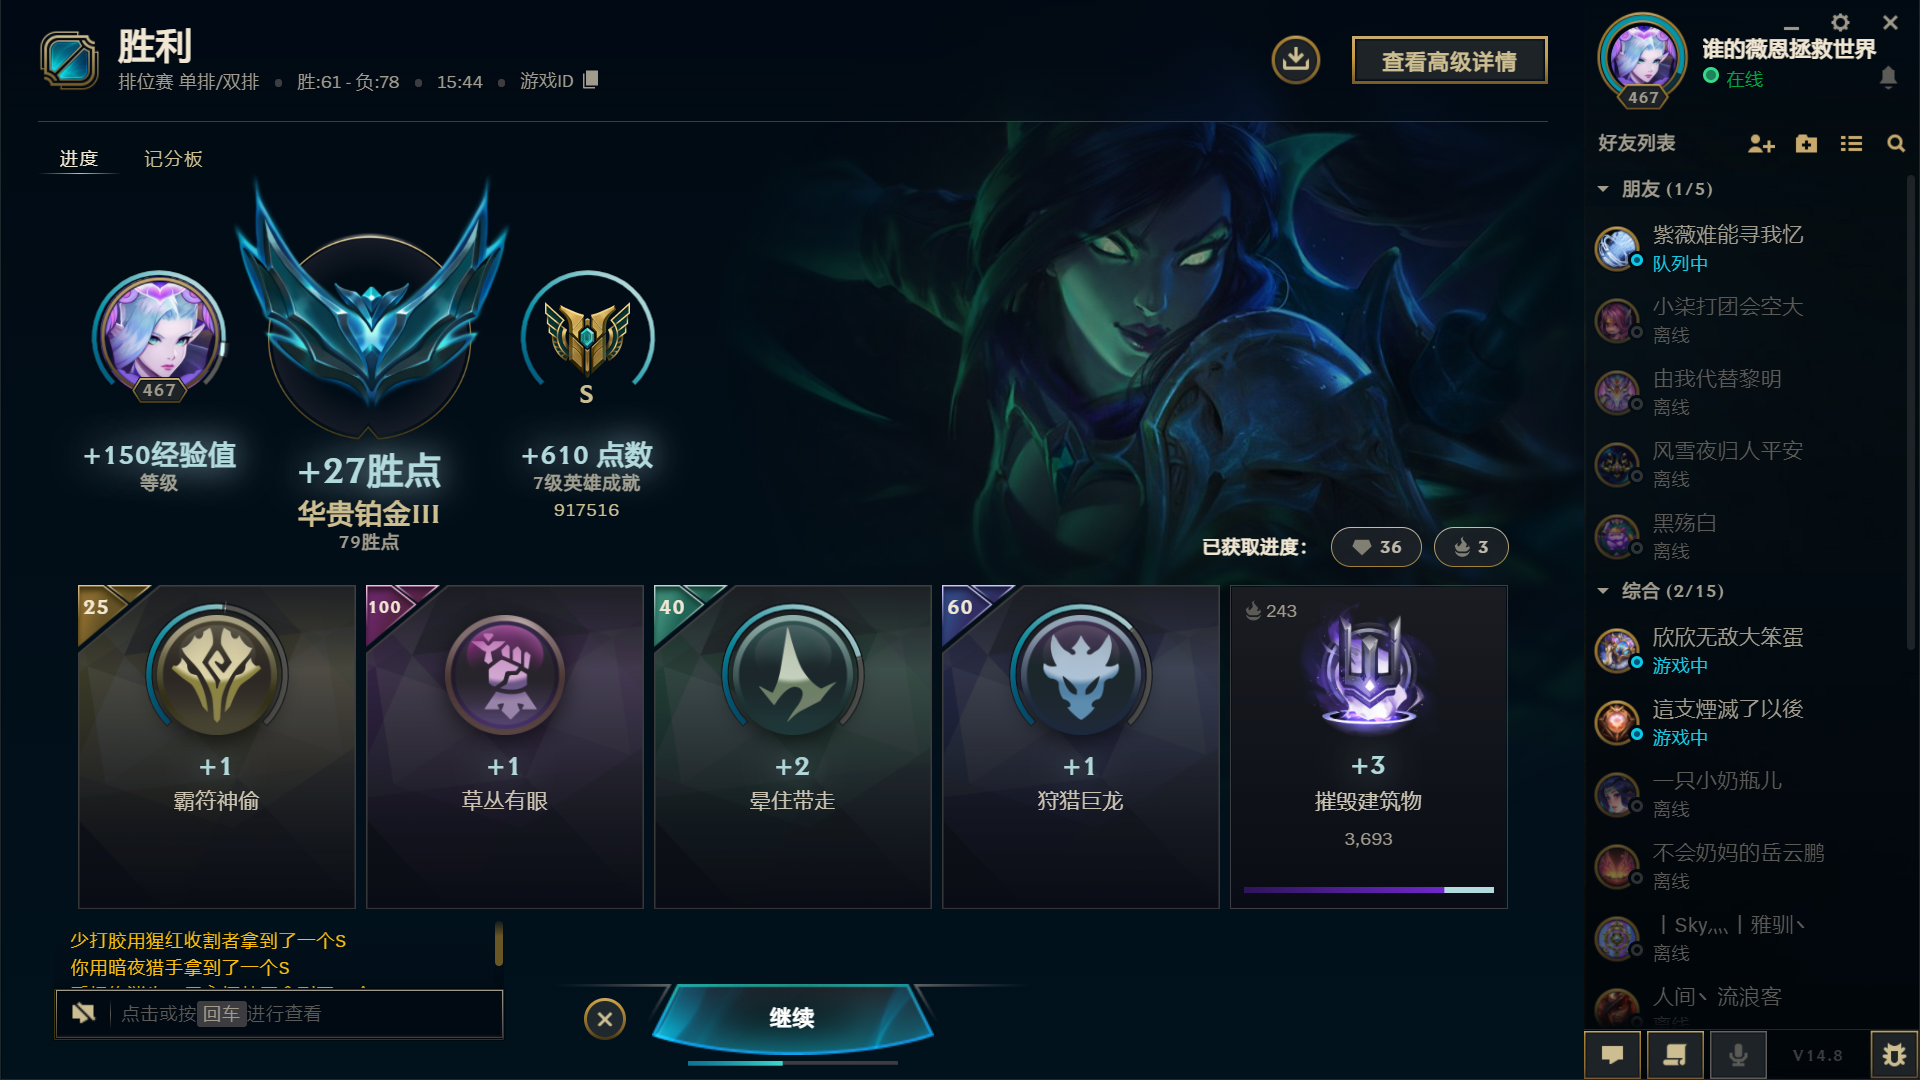 胜利
排位赛 单排/双排 • 胜:61 - 负:78 • 15:44 • 游戏ID
查看高级详情
进度
记分板
467
+150经验值
等级
+27胜点
华贵铂金III
79胜点
S
+610 点数
7级英雄成就
917516
已获取进度：
36
3
25
+1
霸符神偷
100
+1
草丛有眼
40
+2
晕住带走
60
+1
狩猎巨龙
243
+3
摧毁建筑物
3,693
少打胶用猩红收割者拿到了一个S
你用暗夜猎手拿到了一个S
点击或按 回车 进行查看
继续
谁的薇恩拯救世界
在线
467
好友列表
朋友 (1/5)
紫薇难能寻我忆
队列中
小柒打团会空大
离线
由我代替黎明
离线
风雪夜归人平安
离线
黑殇白
离线
综合 (2/15)
欣欣无敌大笨蛋
游戏中
這支煙滅了以後
游戏中
一只小奶瓶儿
离线
不会奶妈的岳云鹏
离线
丨Sky灬丨雅驯丶
离线
人间丶流浪客
离线
V14.8